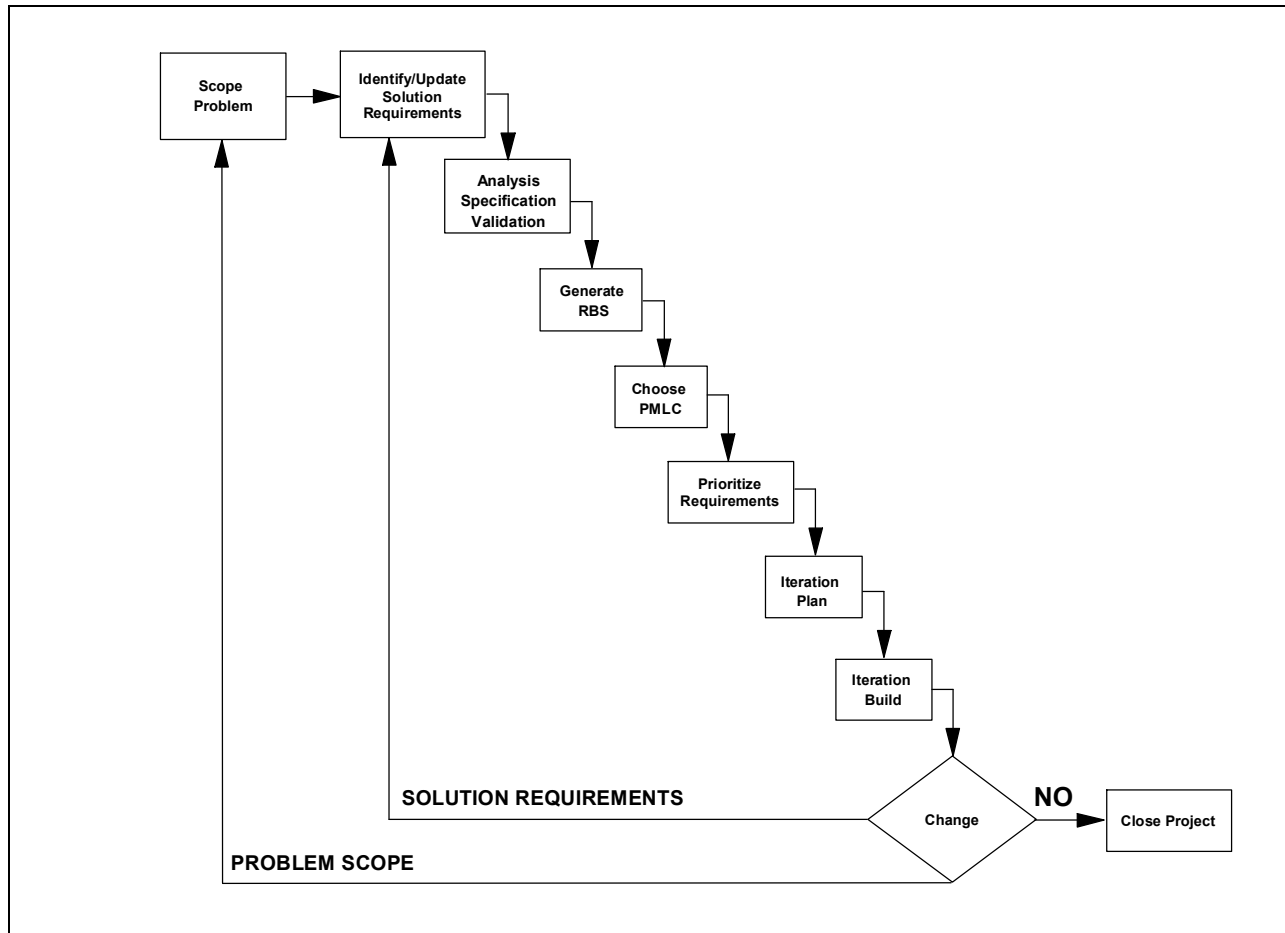 Scope
Problem
Identify/Update
Solution
Requirements
Analysis
Specification
Validation
Generate
RBS
Choose
PMLC
Prioritize
Requirements
Iteration
Plan
Iteration
Build
SOLUTION REQUIREMENTS
Change
NO
Close Project
PROBLEM SCOPE